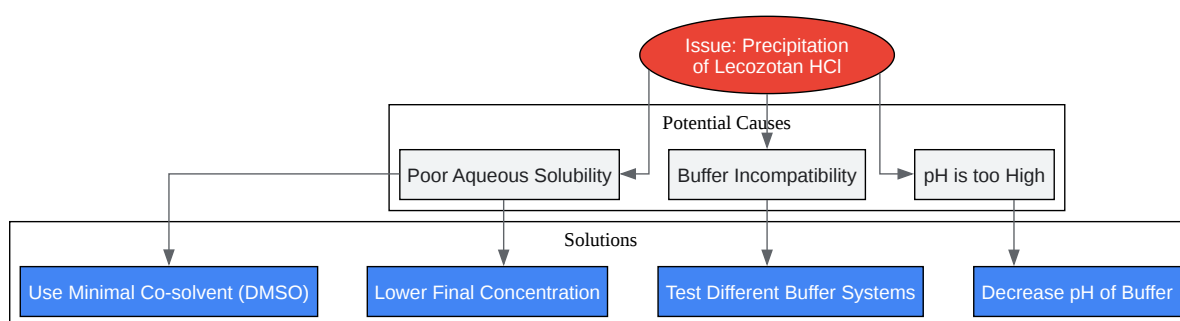 Issue: Precipitation
of Lecozotan HCl
Potential Causes
Poor Aqueous Solubility
Buffer Incompatibility
pH is too High
Solutions
Use Minimal Co-solvent (DMSO)
Lower Final Concentration
Test Different Buffer Systems
Decrease pH of Buffer